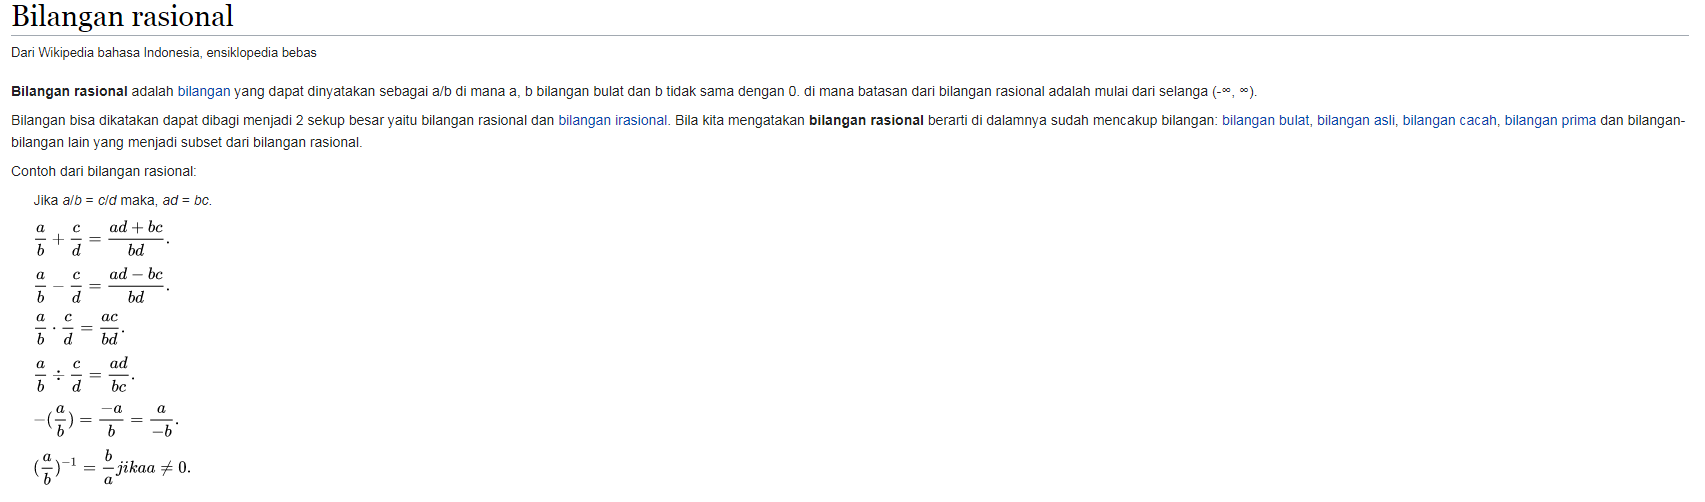 Bilangan rasional
Dari Wikipedia bahasa Indonesia, ensiklopedia bebas
Bilangan rasional adalah bilangan yang dapat dinyatakan sebagai a/b di mana a, b bilangan bulat dan b tidak sama dengan 0. di mana batasan dari bilangan rasional adalah mulai dari selanga (-∞, ∞).
Bilangan bisa dikatakan dapat dibagi menjadi 2 sekup besar yaitu bilangan rasional dan bilangan irasional. Bila kita mengatakan bilangan rasional berarti di dalamnya sudah mencakup bilangan: bilangan bulat, bilangan asli, bilangan cacah, bilangan prima dan bilangan-
bilangan lain yang menjadi subset dari bilangan rasional.
Contoh dari bilangan rasional:
Jika a/b = c/d maka, ad = bc.
a/b + c/d = (ad + bc)/bd.
a/b − c/d = (ad − bc)/bd.
a/b · c/d = ac/bd.
a/b ÷ c/d = ad/bc.
−(a/b) = −a/b = a/−b.
(a/b)⁻¹ = b/a jikaa ≠ 0.